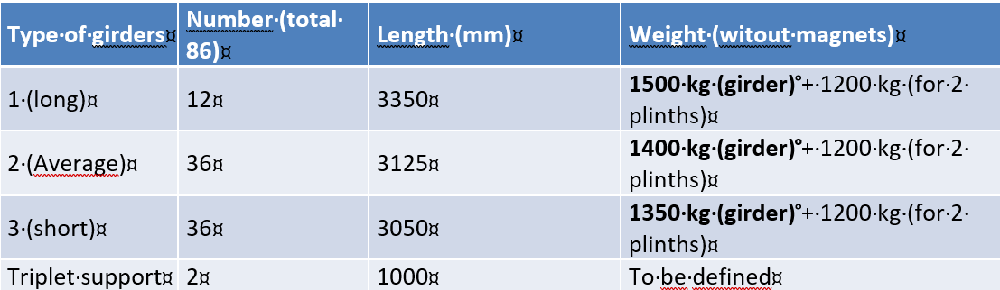 Type·of·girders¤
Number·(total·
86)¤
Length·(mm)¤
Weight·(witout·magnets)¤
1·(long)¤
12¤
3350¤
1500·kg·(girder)°+·1200·kg·(for·2·
plinths)¤
2·(Average)¤
36¤
3125¤
1400·kg·(girder)°+·1200·kg·(for·2·
plinths)¤
3·(short)¤
36¤
3050¤
1350·kg·(girder)°+·1200·kg·(for·2·
plinths)¤
Triplet·support¤
2¤
1000¤
To·be·defined¤